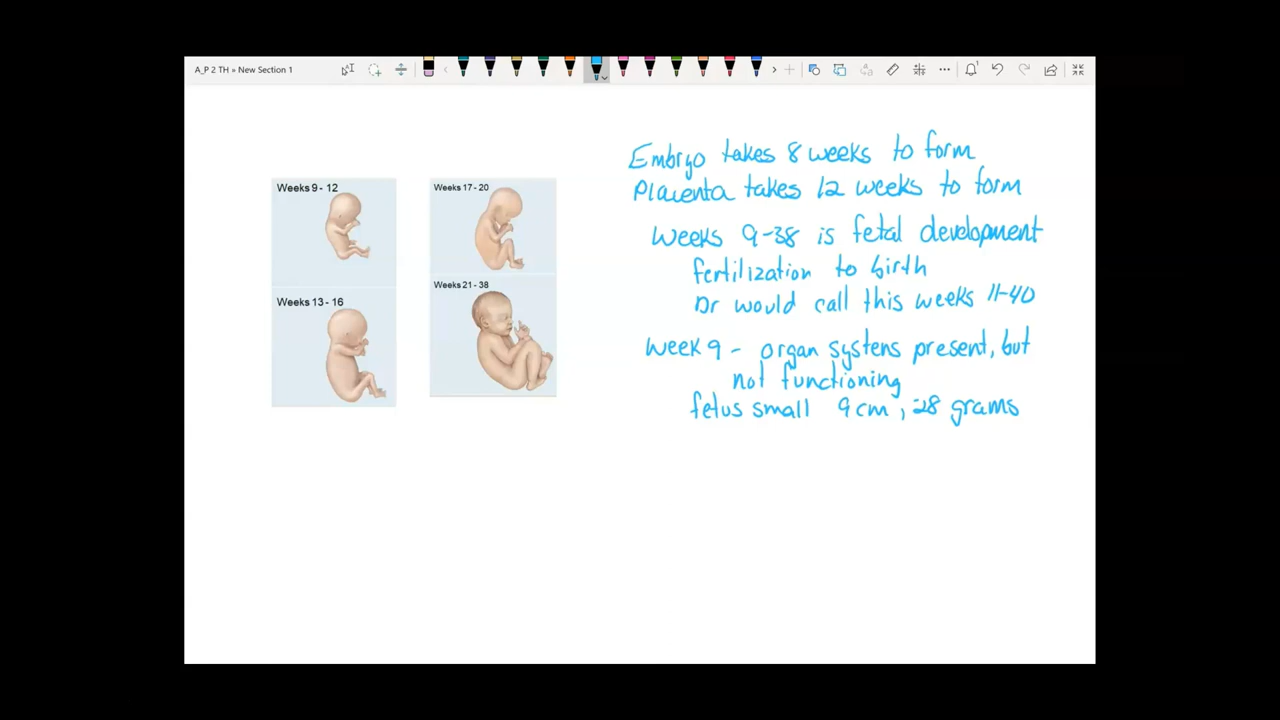 A_P 2 TH » New Section 1
Weeks 9 - 12
Weeks 13 - 16
Weeks 17 - 20
Weeks 21 - 38
Embryo takes 8 weeks to form
Placenta takes 12 weeks to form
Weeks 9-38 is fetal development
fertilization to birth
Dr would call this weeks 11-40
Week 9 - organ systens present, but
not functioning
fetus small 9 cm, 28 grams